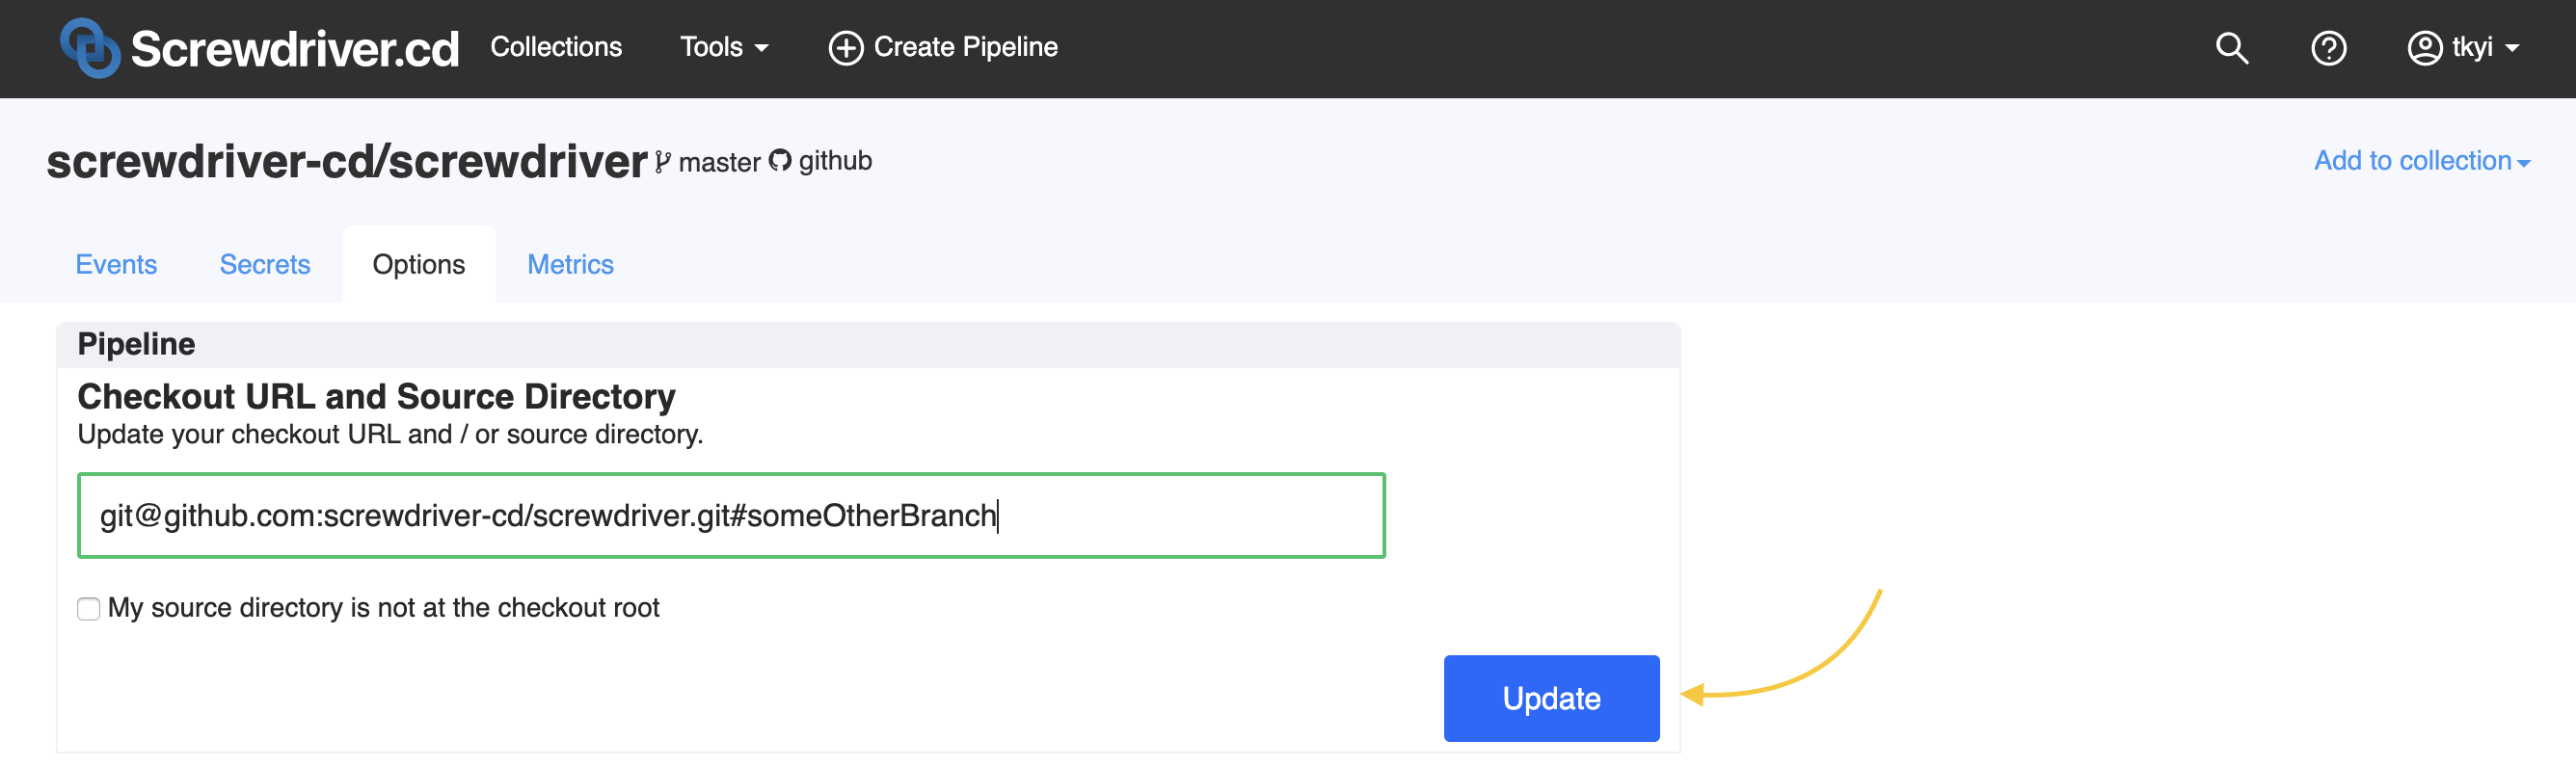 Screwdriver.cd Collections Tools Create Pipeline tkyi
screwdriver-cd/screwdriver master github Add to collection
Events Secrets Options Metrics
Pipeline
Checkout URL and Source Directory
Update your checkout URL and / or source directory.
git@github.com:screwdriver-cd/screwdriver.git#someOtherBranch
My source directory is not at the checkout root
Update